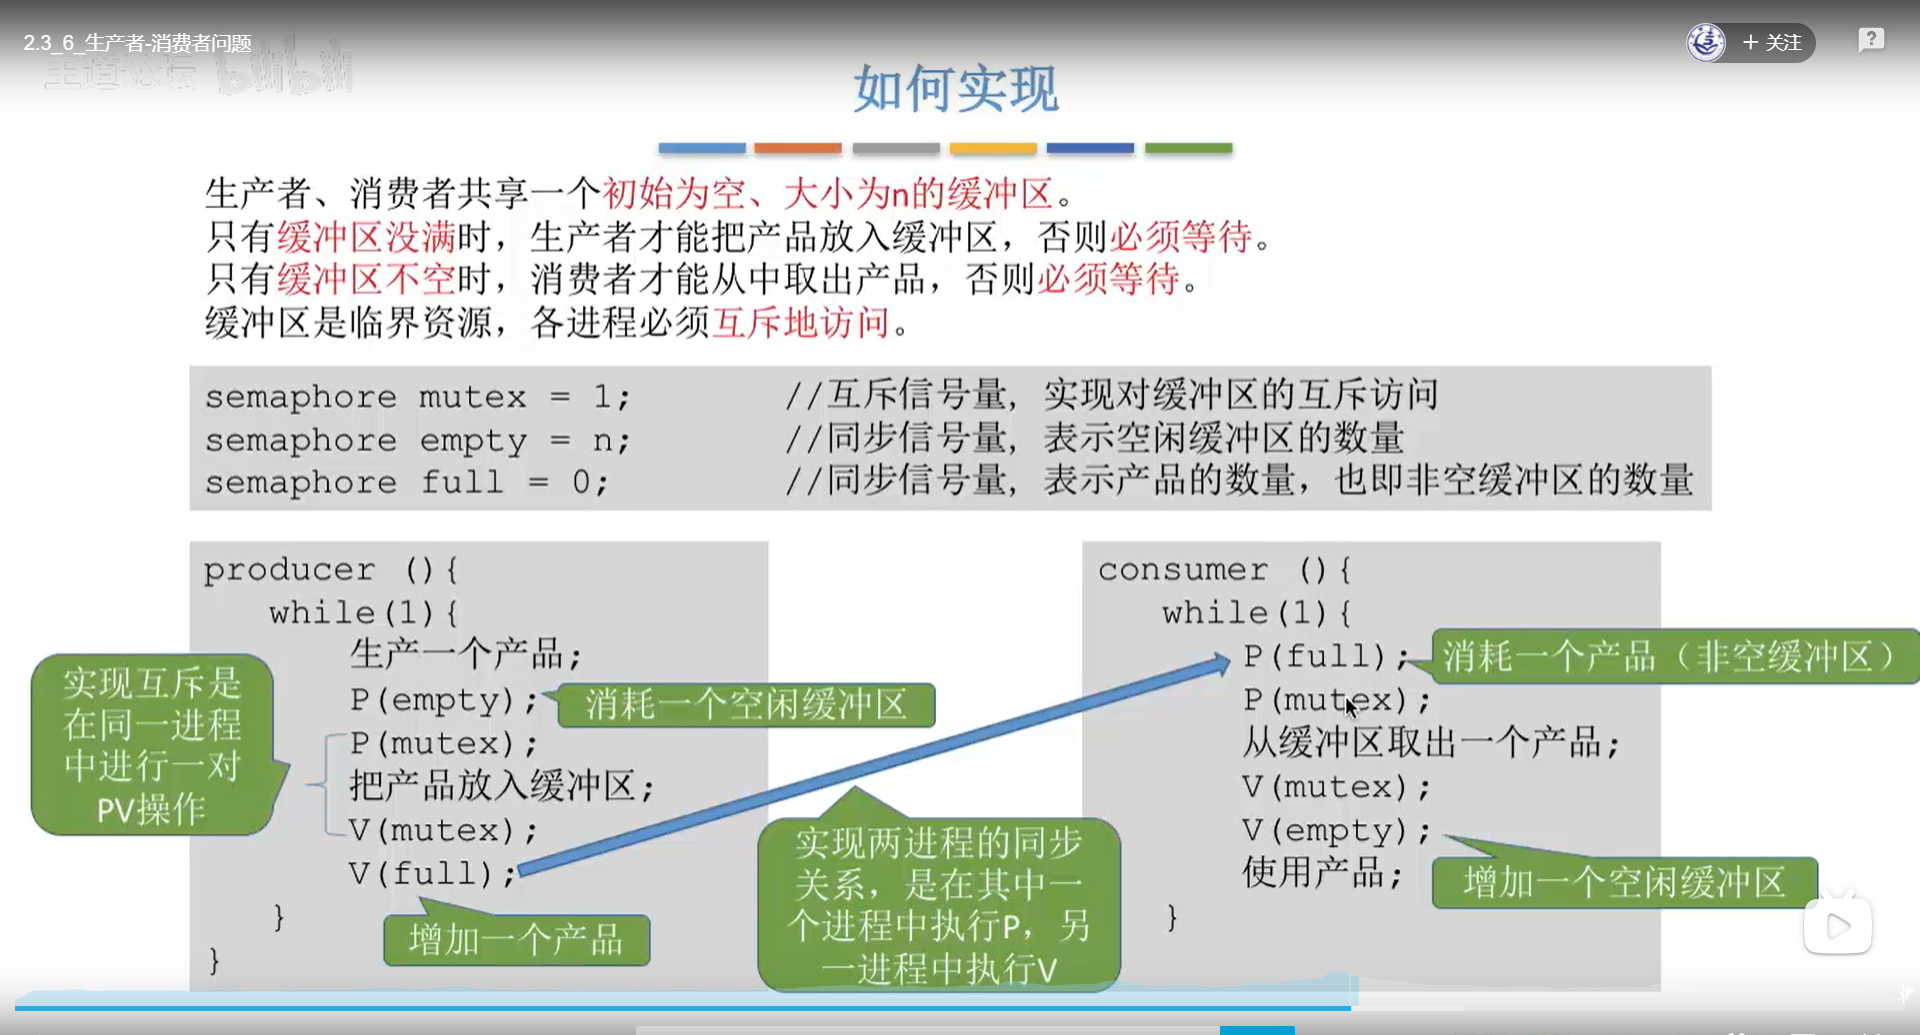 2.3_6_生产者-消费者问题
+ 关注
?
王道论坛 bilibili
如何实现
生产者、消费者共享一个初始为空、大小为n的缓冲区。
只有缓冲区没满时，生产者才能把产品放入缓冲区，否则必须等待。
只有缓冲区不空时，消费者才能从中取出产品，否则必须等待。
缓冲区是临界资源，各进程必须互斥地访问。
semaphore mutex = 1; //互斥信号量，实现对缓冲区的互斥访问
semaphore empty = n; //同步信号量，表示空闲缓冲区的数量
semaphore full = 0; //同步信号量，表示产品的数量，也即非空缓冲区的数量
producer (){
while(1){
生产一个产品;
P(empty);
P(mutex);
把产品放入缓冲区;
V(mutex);
V(full);
}
}
实现互斥是
在同一进程
中进行一对
PV操作
消耗一个空闲缓冲区
增加一个产品
实现两进程的同步
关系，是在其中一
个进程中执行P，另
一进程中执行V
consumer (){
while(1){
P(full);
P(mutex);
从缓冲区取出一个产品;
V(mutex);
V(empty);
使用产品;
}
消耗一个产品（非空缓冲区）
增加一个空闲缓冲区